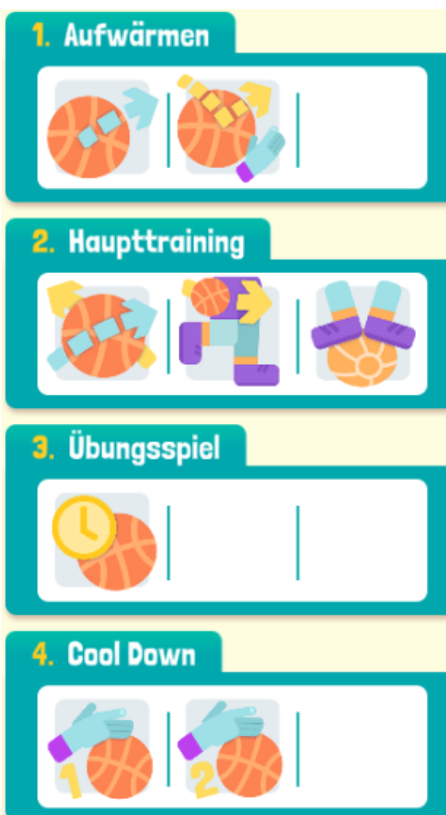 1. Aufwärmen
2. Haupttraining
3. Übungsspiel
4. Cool Down
1 2